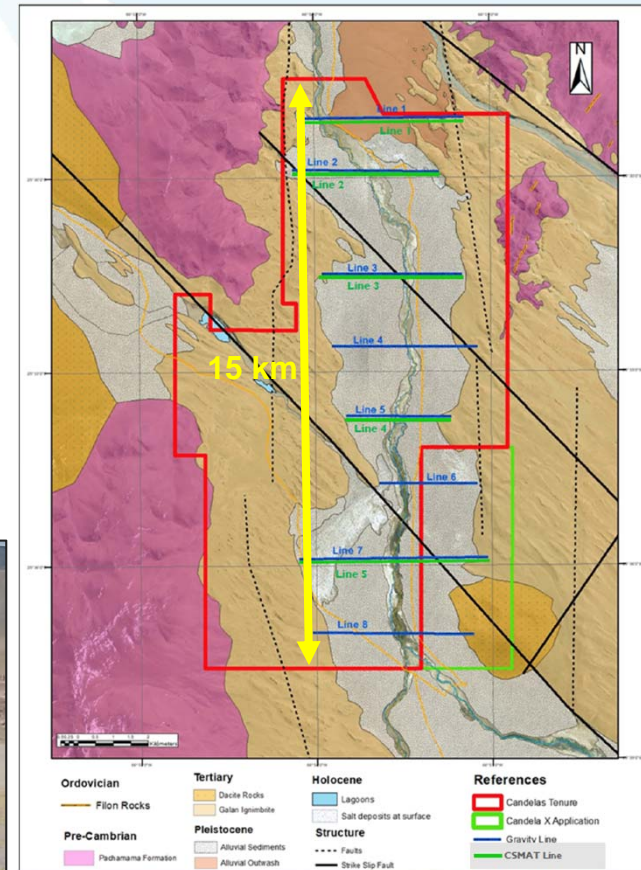 N
Line 1
Line 1
Line 2
Line 2
Line 3
Line 3
Line 4
15 km
Line 5
Line 4
Line 6
Line 7
Line 5
Line 8
Kilometers
Ordovician
Filon Rocks
Pre-Cambrian
Pachamama Formation
Tertiary
Dacite Rocks
Galan Ignimbrite
Pleistocene
Alluvial Sediments
Alluvial Outwash
Holocene
Lagoons
Salt deposits at surface
Structure
Faults
Strike Slip Fault
References
Candelas Tenure
Candela X Application
Gravity Line
CSMAT Line